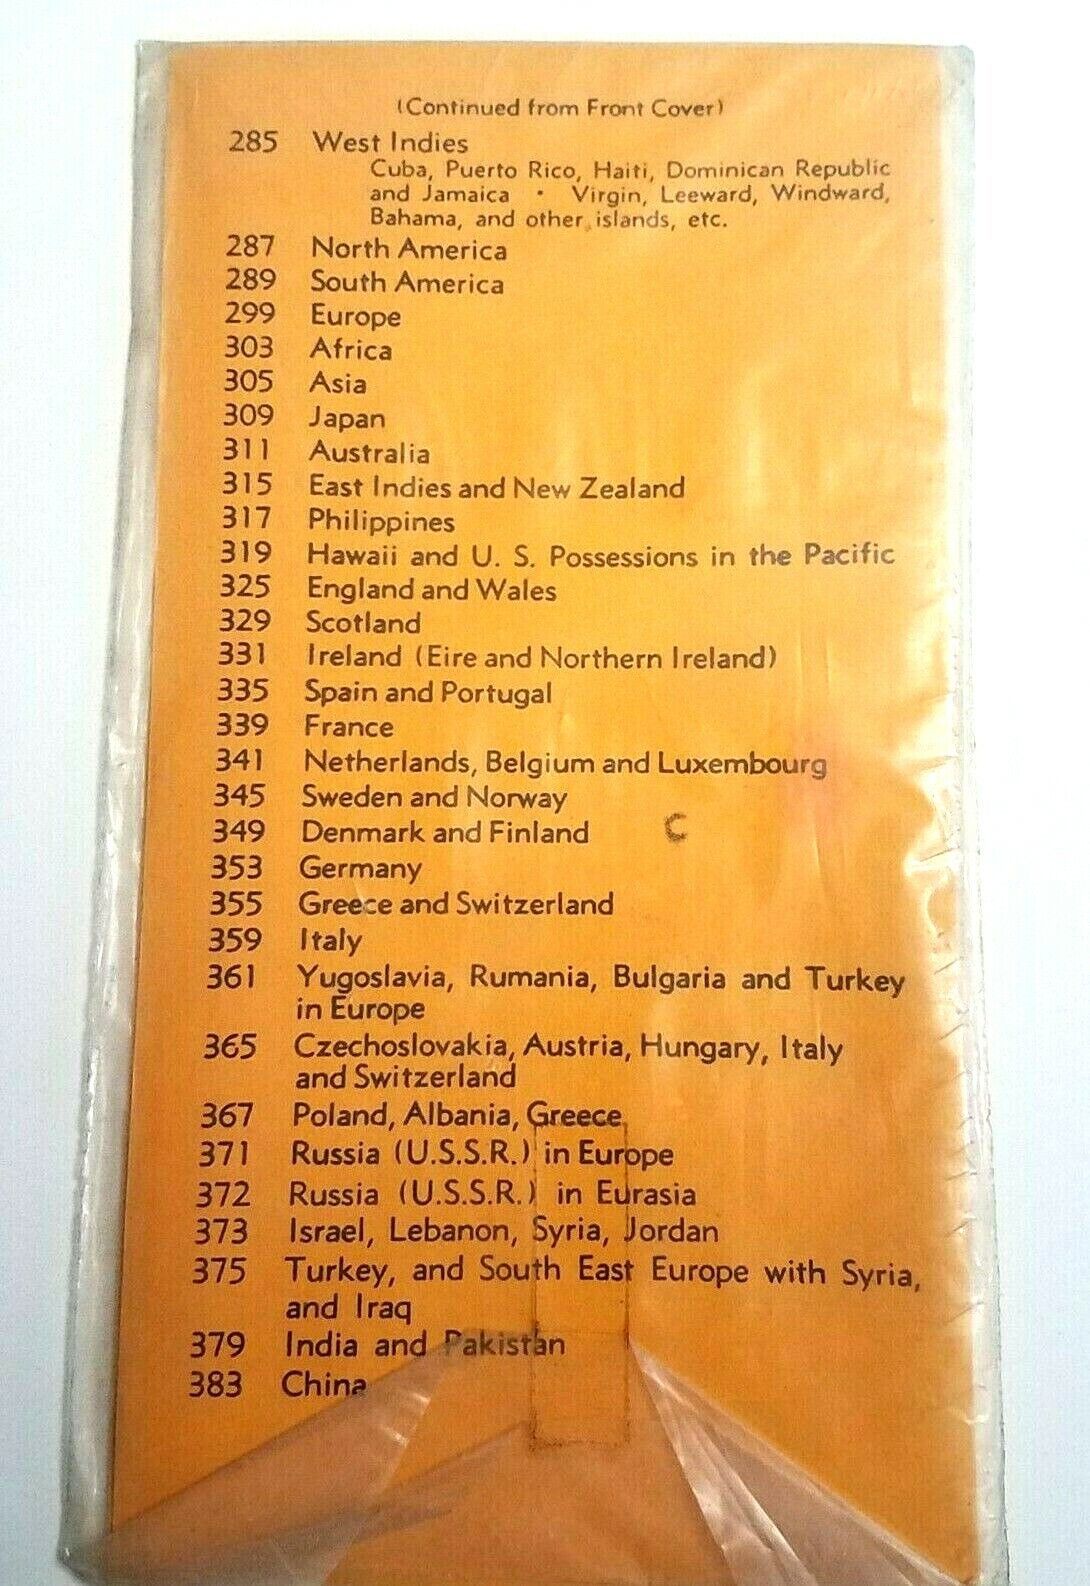 (Continued from Front Cover)
285 West Indies
Cuba, Puerto Rico, Haiti, Dominican Republic
and Jamaica • Virgin, Leeward, Windward,
Bahama, and other islands, etc.
287 North America
289 South America
299 Europe
303 Africa
305 Asia
309 Japan
311 Australia
315 East Indies and New Zealand
317 Philippines
319 Hawaii and U. S. Possessions in the Pacific
325 England and Wales
329 Scotland
331 Ireland (Eire and Northern Ireland)
335 Spain and Portugal
339 France
341 Netherlands, Belgium and Luxembourg
345 Sweden and Norway
349 Denmark and Finland C
353 Germany
355 Greece and Switzerland
359 Italy
361 Yugoslavia, Rumania, Bulgaria and Turkey
in Europe
365 Czechoslovakia, Austria, Hungary, Italy
and Switzerland
367 Poland, Albania, Greece
371 Russia (U.S.S.R.) in Europe
372 Russia (U.S.S.R.) in Eurasia
373 Israel, Lebanon, Syria, Jordan
375 Turkey, and South East Europe with Syria,
and Iraq
379 India and Pakistan
383 China